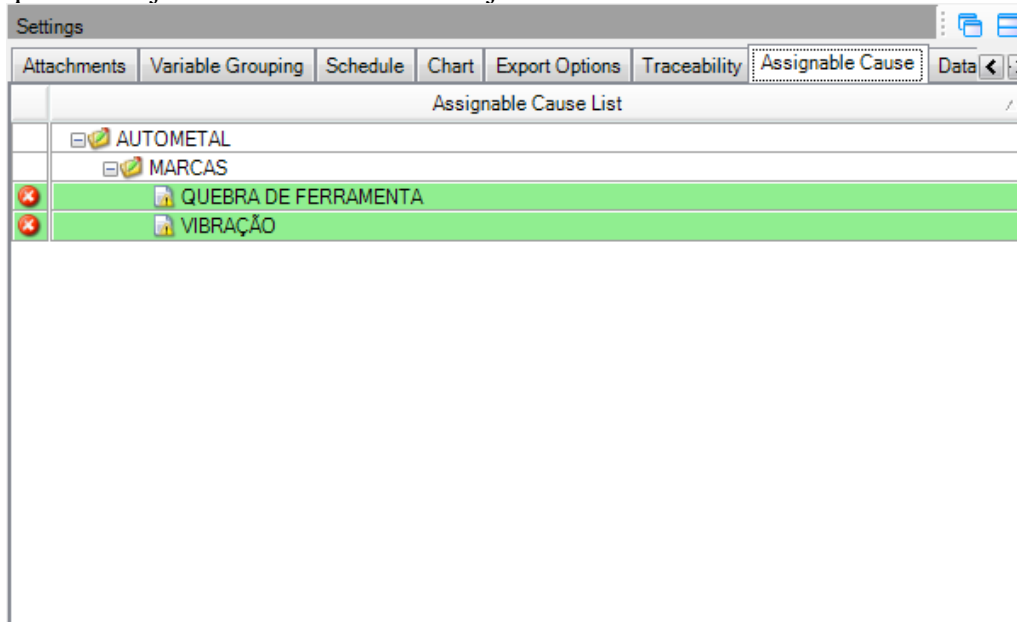 Settings
Attachments Variable Grouping Schedule Chart Export Options Traceability Assignable Cause Data
Assignable Cause List
AUTOMETAL
MARCAS
QUEBRA DE FERRAMENTA
VIBRAÇÃO